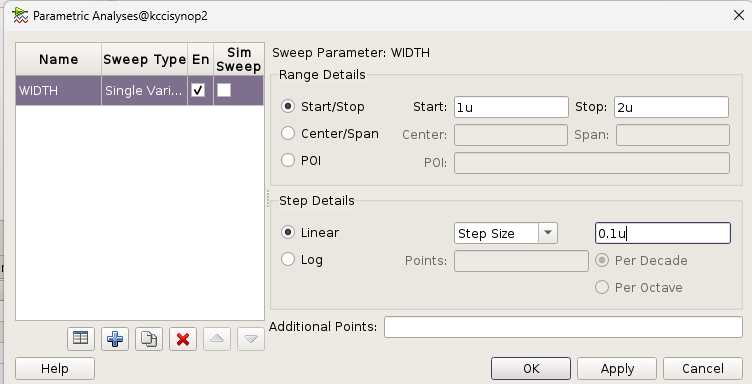 Parametric Analyses@kccisynop2
Name Sweep Type En Sim Sweep
WIDTH Single Vari...
Sweep Parameter: WIDTH
Range Details
Start/Stop Start: 1u Stop: 2u
Center/Span Center: Span:
POI POI:
Step Details
Linear Step Size 0.1u
Log Points: Per Decade
Per Octave
Additional Points:
Help OK Apply Cancel